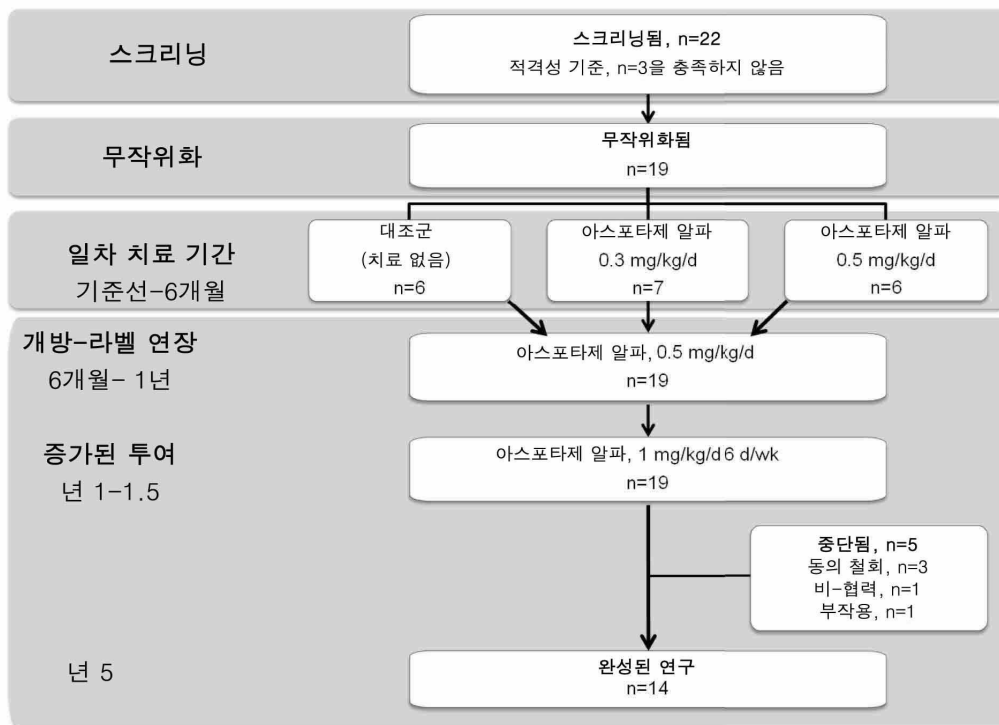 스크리닝
스크리닝됨, n=22
적격성 기준, n=3을 충족하지 않음
무작위화
무작위화됨
n=19
일차 치료 기간
기준선-6개월
대조군
(치료 없음)
n=6
아스포타제 알파
0.3 mg/kg/d
n=7
아스포타제 알파
0.5 mg/kg/d
n=6
개방-라벨 연장
6개월- 1년
아스포타제 알파, 0.5 mg/kg/d
n=19
증가된 투여
년 1-1.5
아스포타제 알파, 1 mg/kg/d 6 d/wk
n=19
중단됨, n=5
동의 철회, n=3
비-협력, n=1
부작용, n=1
년 5
완성된 연구
n=14